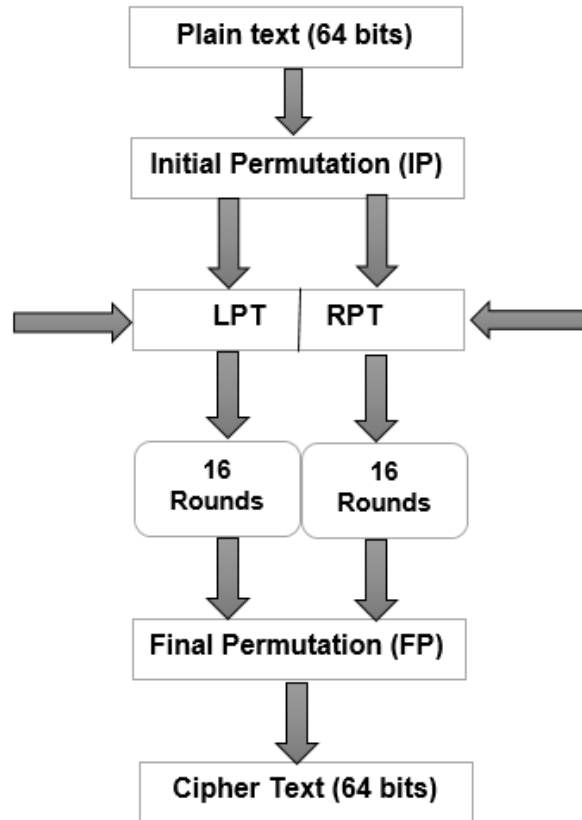 Plain text (64 bits)
Initial Permutation (IP)
LPT RPT
16 Rounds
16 Rounds
Final Permutation (FP)
Cipher Text (64 bits)